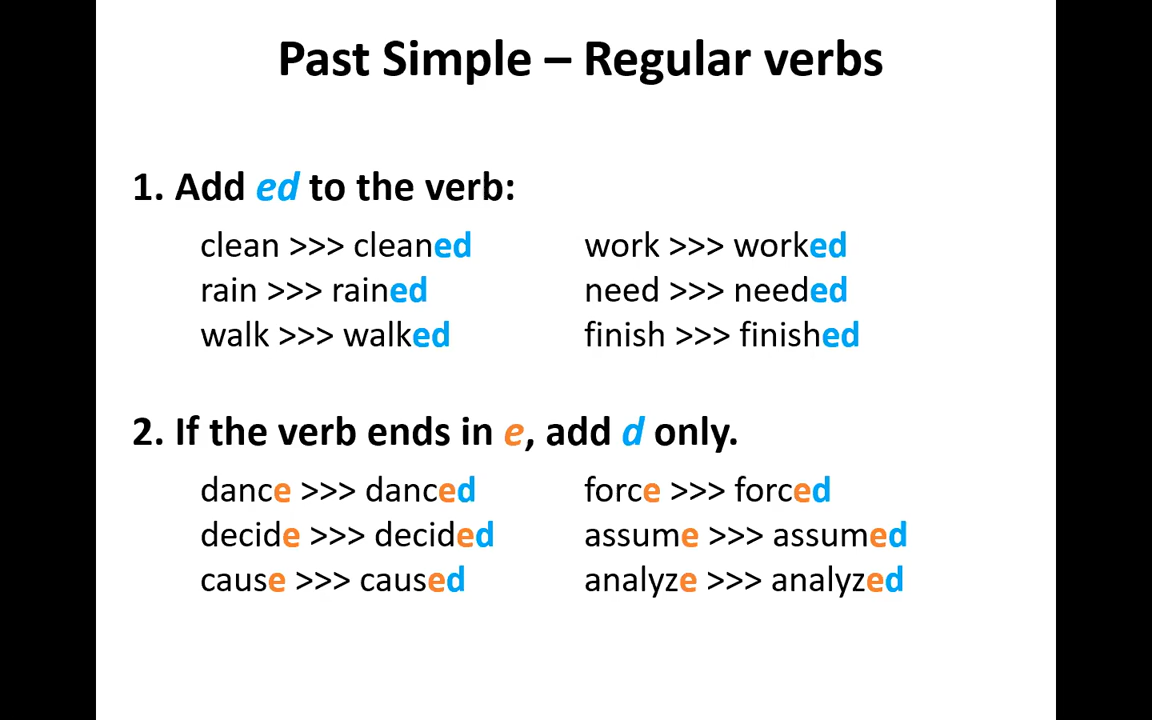 Past Simple – Regular verbs
1. Add ed to the verb:
clean >>> cleaned work >>> worked
rain >>> rained need >>> needed
walk >>> walked finish >>> finished
2. If the verb ends in e, add d only.
dance >>> danced force >>> forced
decide >>> decided assume >>> assumed
cause >>> caused analyze >>> analyzed